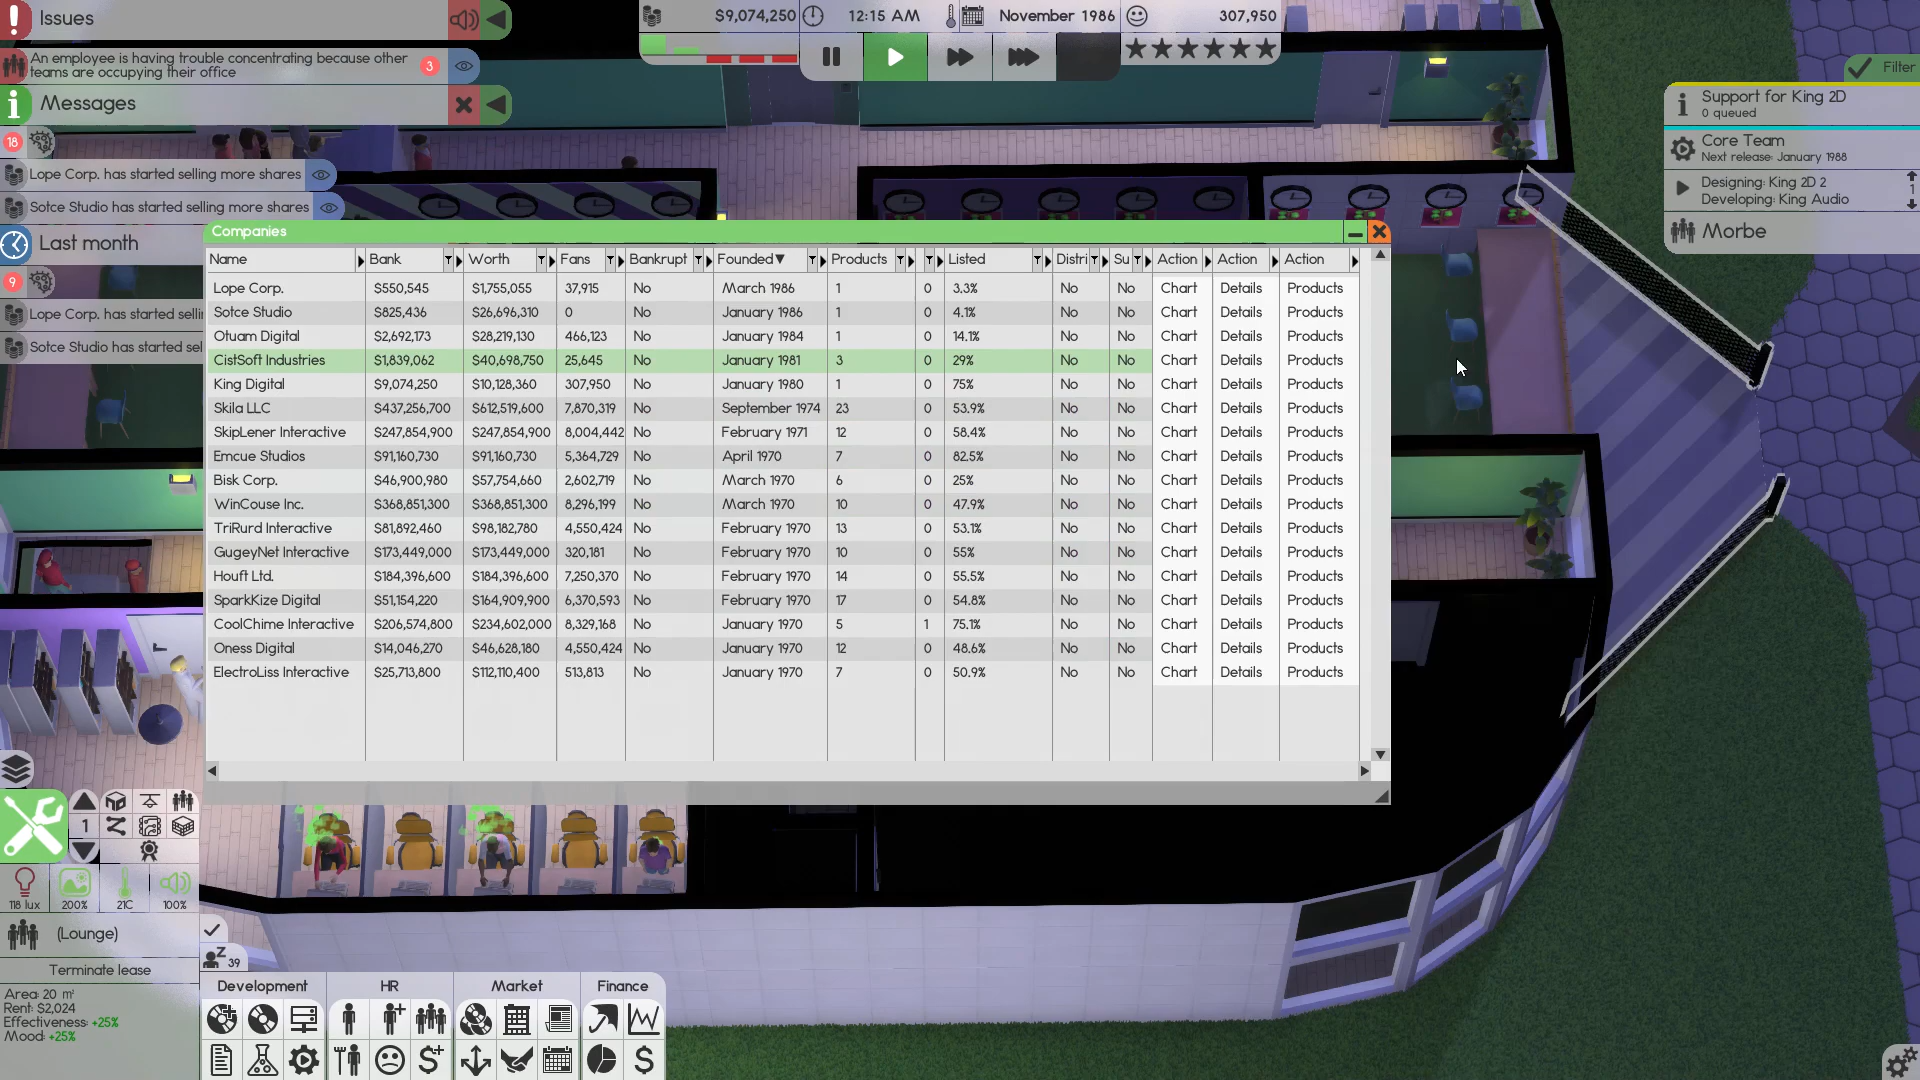 Issues
An employee is having trouble concentrating because other
teams are occupying their office
3
Messages
18
Lope Corp. has started selling more shares
Sotce Studio has started selling more shares
Last month
9
Lope Corp. has started selli
Sotce Studio has started sel
$9,074,250
12:15 AM
November 1986
307,950
Filter
Support for King 2D
0 queued
Core Team
Next release: January 1988
Designing: King 2D 2
Developing: King Audio
1
Morbe
Companies
Name Bank Worth Fans Bankrupt Founded▼ Products Listed Distri Su Action Action Action
Lope Corp. $550,545 $1,755,055 37,915 No March 1986 1 0 3.3% No No Chart Details Products
Sotce Studio $825,436 $26,696,310 0 No January 1986 1 0 4.1% No No Chart Details Products
Otuam Digital $2,692,173 $28,219,130 466,123 No January 1984 1 0 14.1% No No Chart Details Products
CistSoft Industries $1,839,062 $40,698,750 25,645 No January 1981 3 0 29% No No Chart Details Products
King Digital $9,074,250 $10,128,360 307,950 No January 1980 1 0 75% No No Chart Details Products
Skila LLC $437,256,700 $612,519,600 7,870,319 No September 1974 23 0 53.9% No No Chart Details Products
SkipLener Interactive $247,854,900 $247,854,900 8,004,442 No February 1971 12 0 58.4% No No Chart Details Products
Emcue Studios $91,160,730 $91,160,730 5,364,729 No April 1970 7 0 82.5% No No Chart Details Products
Bisk Corp. $46,900,980 $57,754,660 2,602,719 No March 1970 6 0 25% No No Chart Details Products
WinCouse Inc. $368,851,300 $368,851,300 8,296,199 No March 1970 10 0 47.9% No No Chart Details Products
TriRurd Interactive $81,892,460 $98,182,780 4,550,424 No February 1970 13 0 53.1% No No Chart Details Products
GugeyNet Interactive $173,449,000 $173,449,000 320,181 No February 1970 10 0 55% No No Chart Details Products
Houft Ltd. $184,396,600 $184,396,600 7,250,370 No February 1970 14 0 55.5% No No Chart Details Products
SparkKize Digital $51,154,220 $164,909,900 6,370,593 No February 1970 17 0 54.8% No No Chart Details Products
CoolChime Interactive $206,574,800 $234,602,000 8,329,168 No January 1970 5 1 75.1% No No Chart Details Products
Oness Digital $14,046,270 $46,628,180 4,550,424 No January 1970 12 0 48.6% No No Chart Details Products
ElectroLiss Interactive $25,713,800 $112,110,400 513,813 No January 1970 7 0 50.9% No No Chart Details Products
1
118 lux 200% 21C 100%
(Lounge)
39
Terminate lease
Area: 20 m²
Rent: $2,024
Effectiveness: +25%
Mood: +25%
Development HR Market Finance